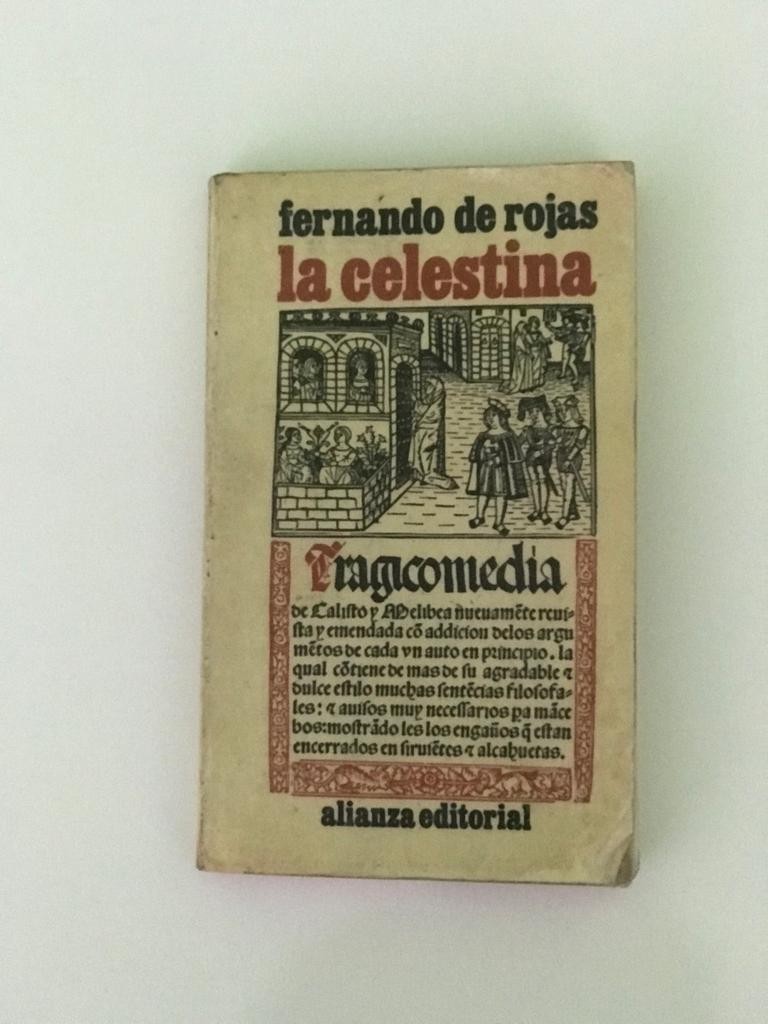 fernando de rojas
la celestina
Tragicomedia
de Calisto y Melibea nueuamẽte reui-
sta y emendada cõ addicion delos argu
mẽtos de cada vn auto en principio. la
qual cõtiene de mas de su agradable ⁊
dulce estilo muchas sentẽcias filosofa-
les: ⁊ auisos muy necessarios pa mãce
bos: mostrãdo les los engaños q̃ estan
encerrados en siruiẽtes ⁊ alcahuetas.
alianza editorial